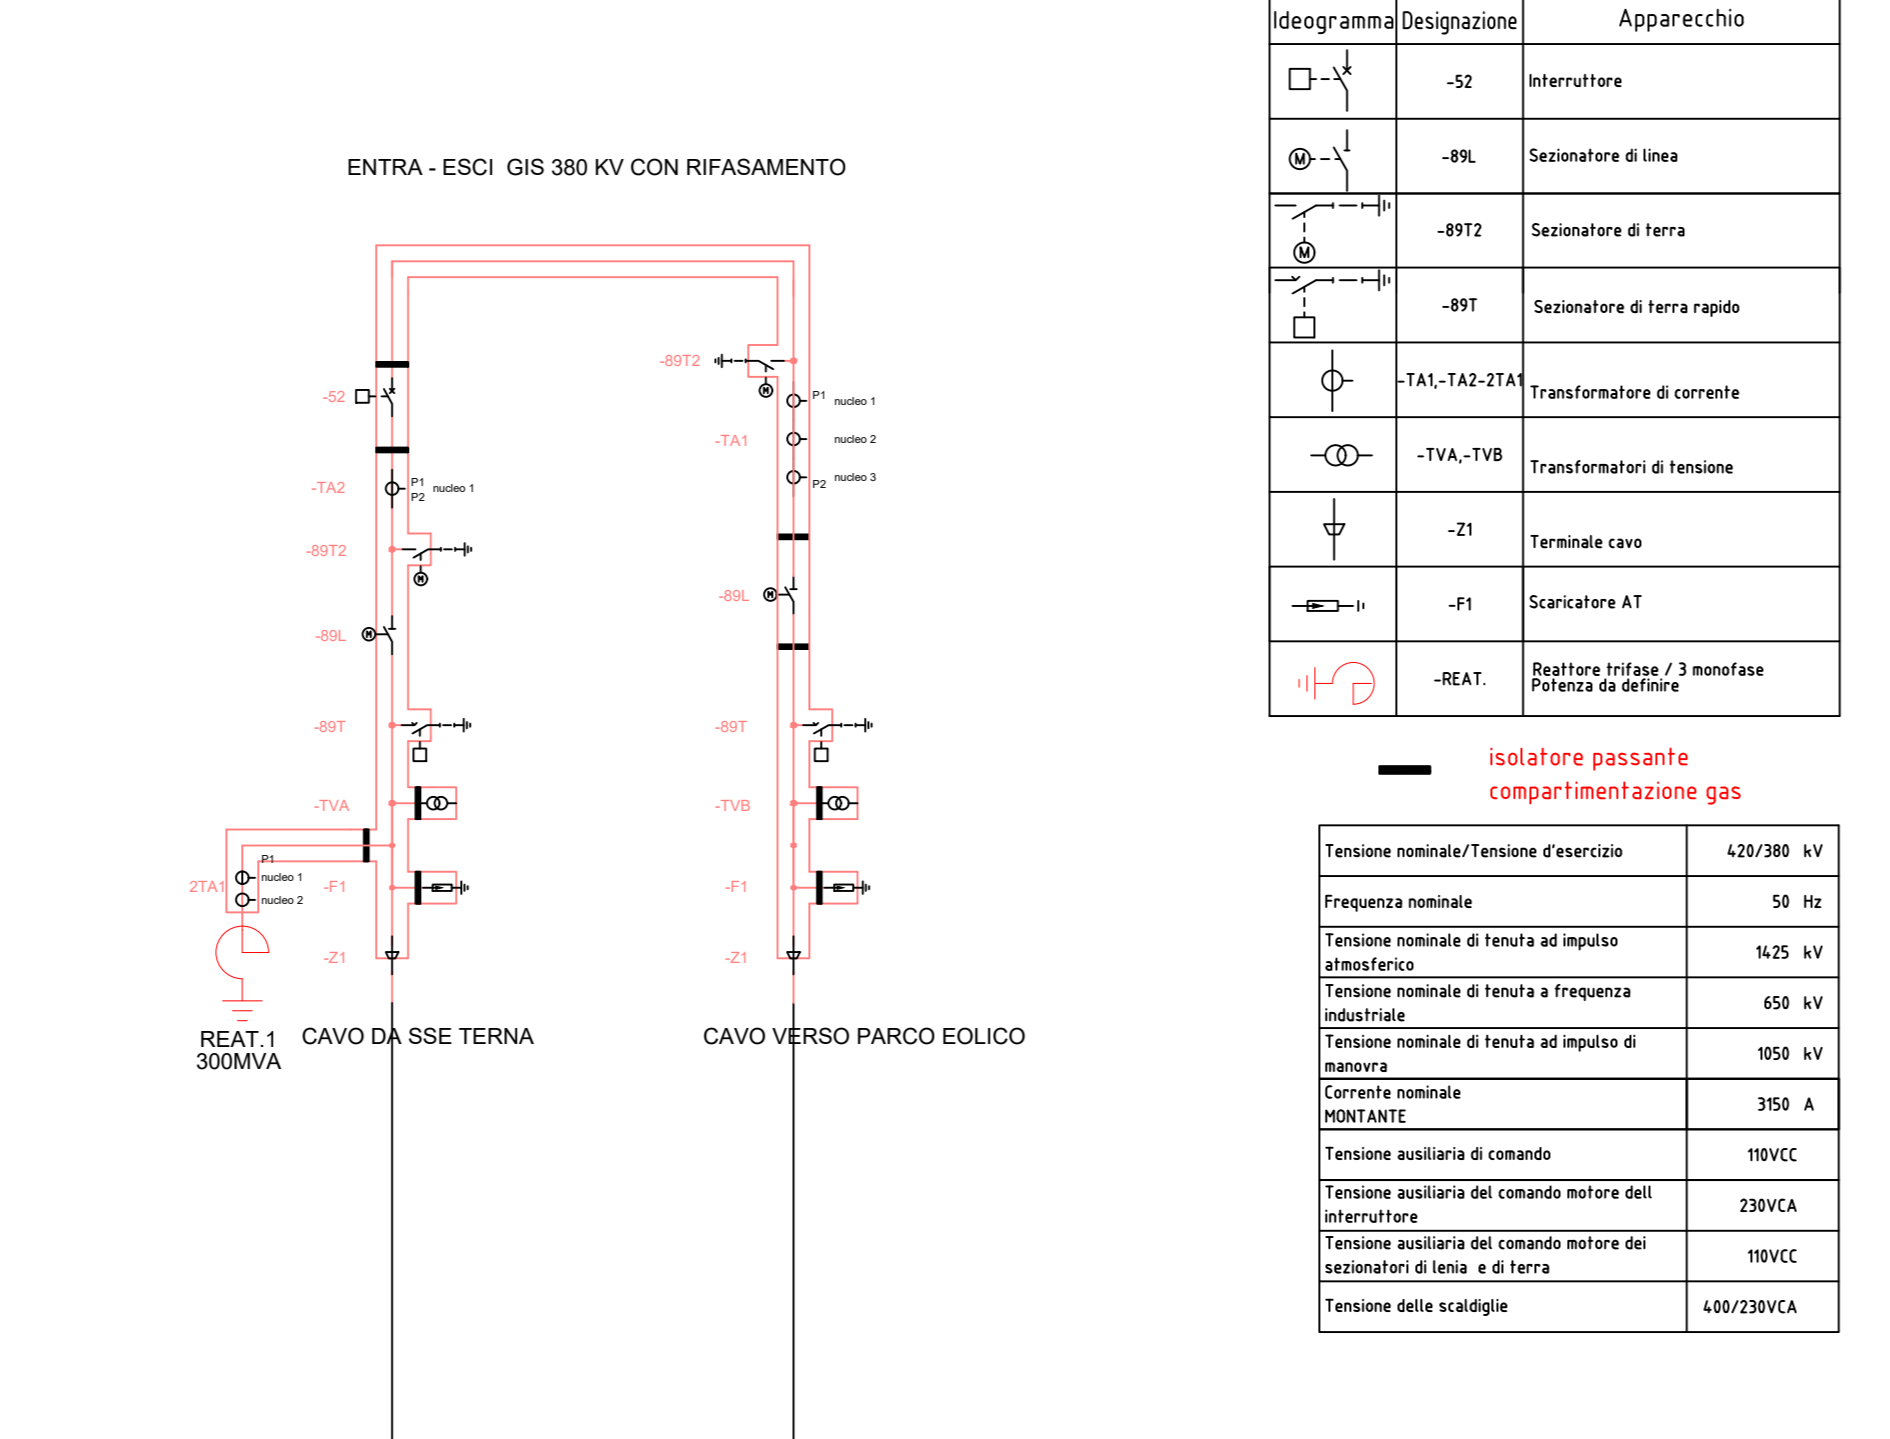 ENTRA - ESCI GIS 380 KV CON RIFASAMENTO
-52
-TA2
P1
P2
nucleo 1
-89T2
M
-89L
M
-89T
-TVA
P1
2TA1
nucleo 1
nucleo 2
-F1
-Z1
REAT.1
300MVA
CAVO DA SSE TERNA
-89T2
M
P1
nucleo 1
-TA1
nucleo 2
nucleo 3
P2
-89L
M
-89T
-TVB
-F1
-Z1
CAVO VERSO PARCO EOLICO
Ideogramma Designazione Apparecchio
-52 Interruttore
M -89L Sezionatore di linea
M -89T2 Sezionatore di terra
-89T Sezionatore di terra rapido
-TA1,-TA2-2TA1 Transformatore di corrente
-TVA,-TVB Transformatori di tensione
-Z1 Terminale cavo
-F1 Scaricatore AT
-REAT. Reattore trifase / 3 monofase
Potenza da definire
isolatore passante
compartimentazione gas
Tensione nominale/Tensione d'esercizio 420/380 kV
Frequenza nominale 50 Hz
Tensione nominale di tenuta ad impulso
atmosferico 1425 kV
Tensione nominale di tenuta a frequenza
industriale 650 kV
Tensione nominale di tenuta ad impulso di
manovra 1050 kV
Corrente nominale
MONTANTE 3150 A
Tensione ausiliaria di comando 110VCC
Tensione ausiliaria del comando motore dell
interruttore 230VCA
Tensione ausiliaria del comando motore dei
sezionatori di lenia e di terra 110VCC
Tensione delle scaldiglie 400/230VCA